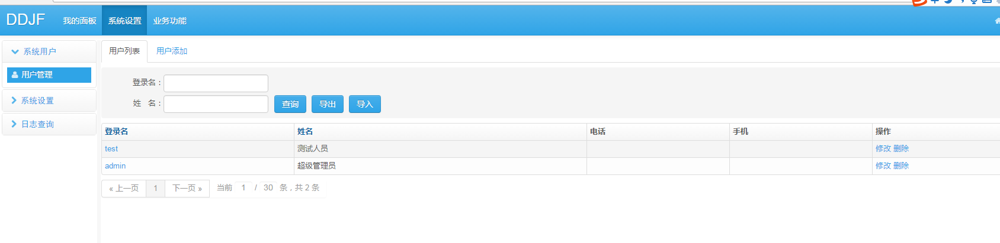 DDJF 我的面板 系统设置 业务功能
系统用户
用户管理
系统设置
日志查询
用户列表 用户添加
登录名：
姓 名： 查询 导出 导入
登录名 姓名 电话 手机 操作
test 测试人员 修改 删除
admin 超级管理员 修改 删除
« 上一页 1 下一页 » 当前 1 / 30 条，共 2 条